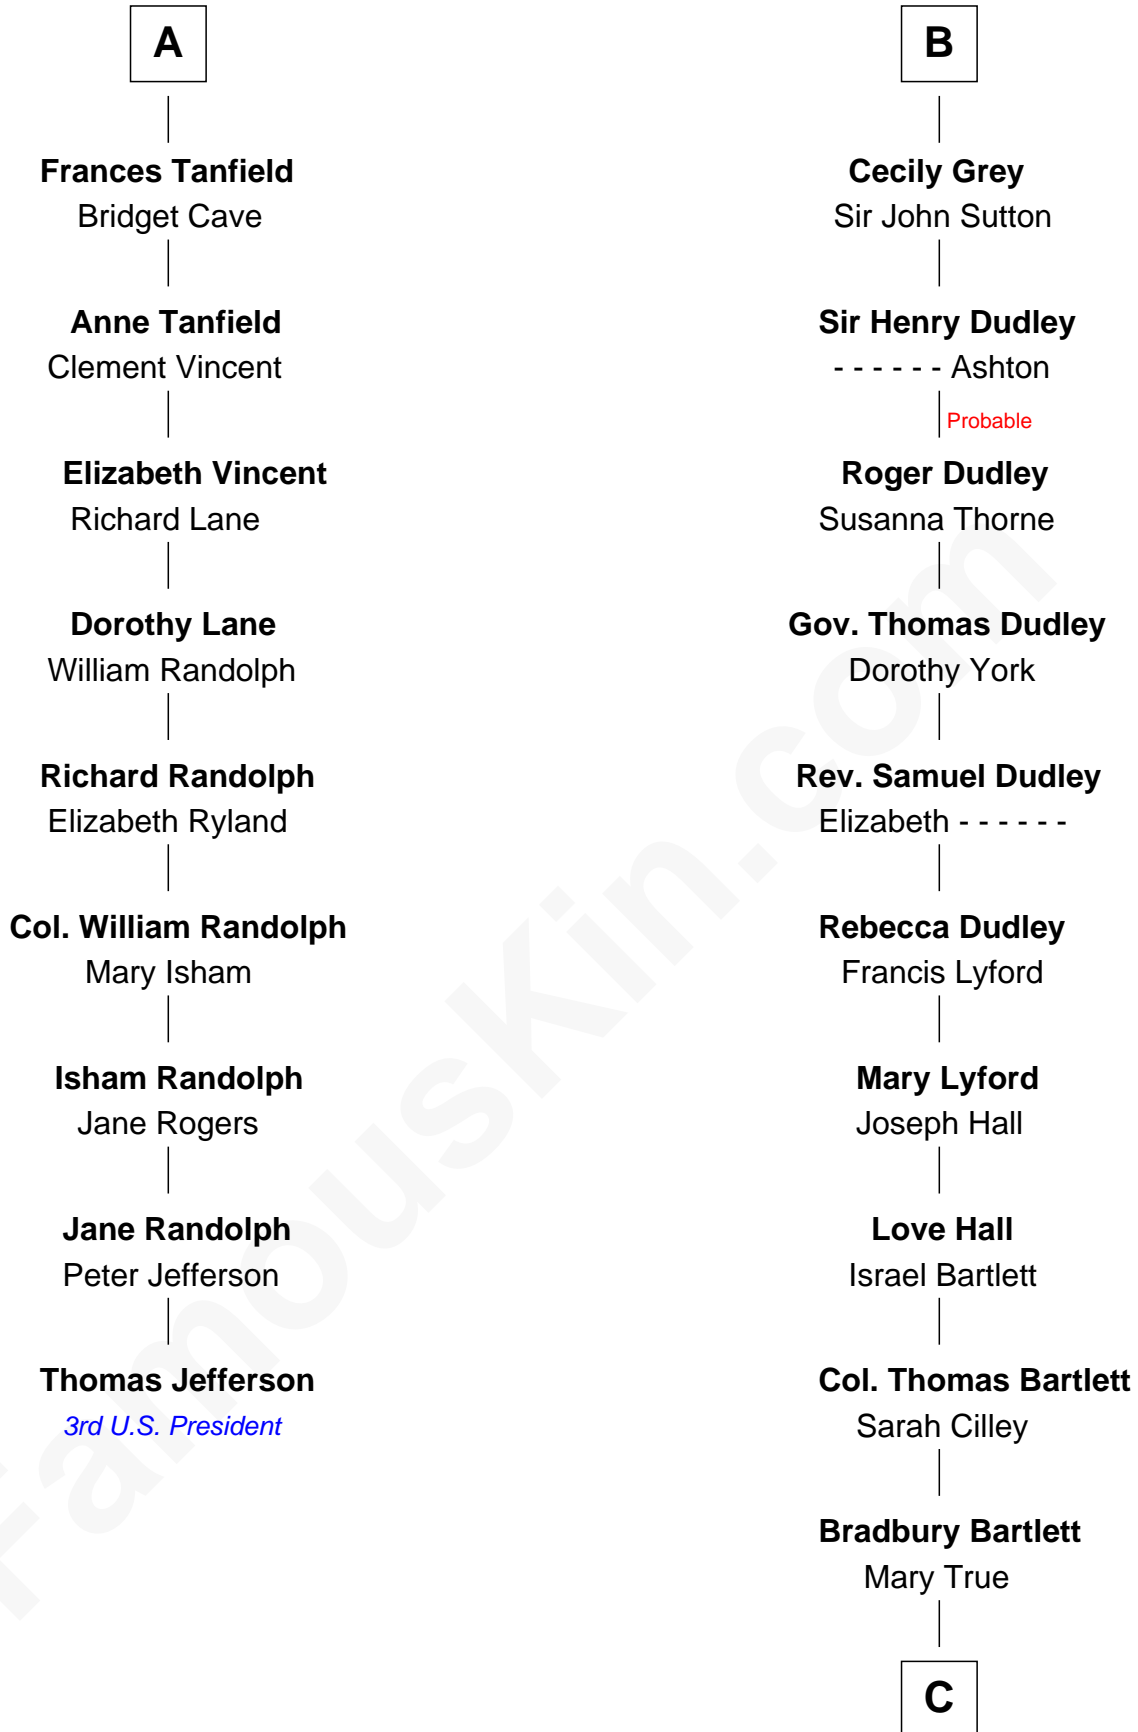 A
Frances Tanfield
Bridget Cave
Anne Tanfield
Clement Vincent
Elizabeth Vincent
Richard Lane
Dorothy Lane
William Randolph
Richard Randolph
Elizabeth Ryland
Col. William Randolph
Mary Isham
Isham Randolph
Jane Rogers
Jane Randolph
Peter Jefferson
Thomas Jefferson
3rd U.S. President
B
Cecily Grey
Sir John Sutton
Sir Henry Dudley
- - - - - - Ashton
Probable
Roger Dudley
Susanna Thorne
Gov. Thomas Dudley
Dorothy York
Rev. Samuel Dudley
Elizabeth - - - - - -
Rebecca Dudley
Francis Lyford
Mary Lyford
Joseph Hall
Love Hall
Israel Bartlett
Col. Thomas Bartlett
Sarah Cilley
Bradbury Bartlett
Mary True
C
FamousKin.com